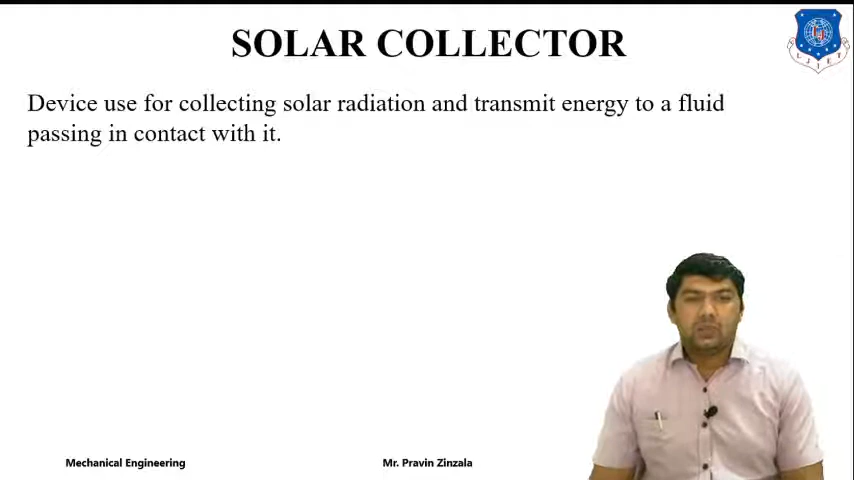 SOLAR COLLECTOR
LJIET
Device use for collecting solar radiation and transmit energy to a fluid
passing in contact with it.
Mechanical Engineering
Mr. Pravin Zinzala